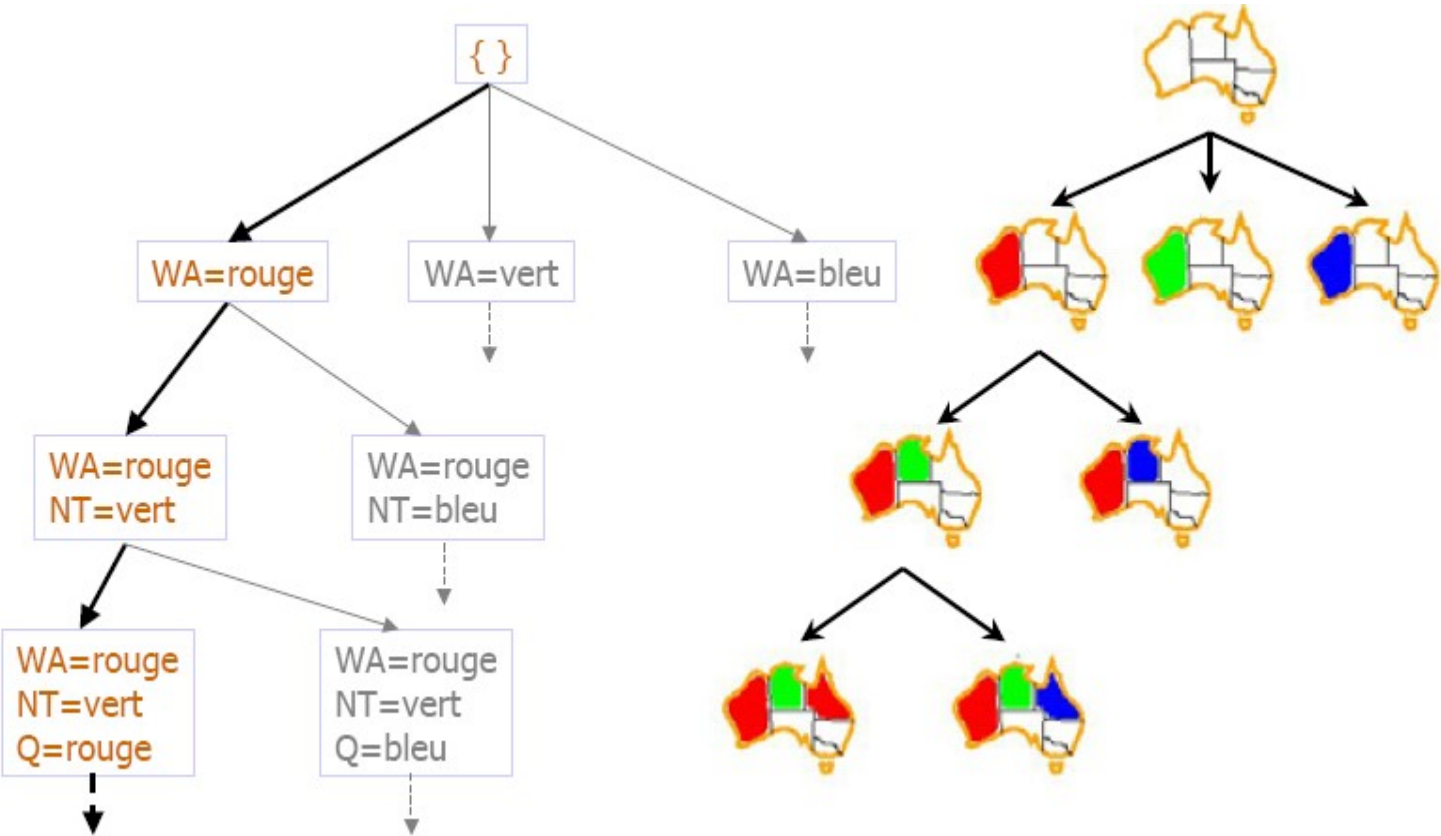 { }
WA=rouge
WA=vert
WA=bleu
WA=rouge
NT=vert
WA=rouge
NT=bleu
WA=rouge
NT=vert
Q=rouge
WA=rouge
NT=vert
Q=bleu